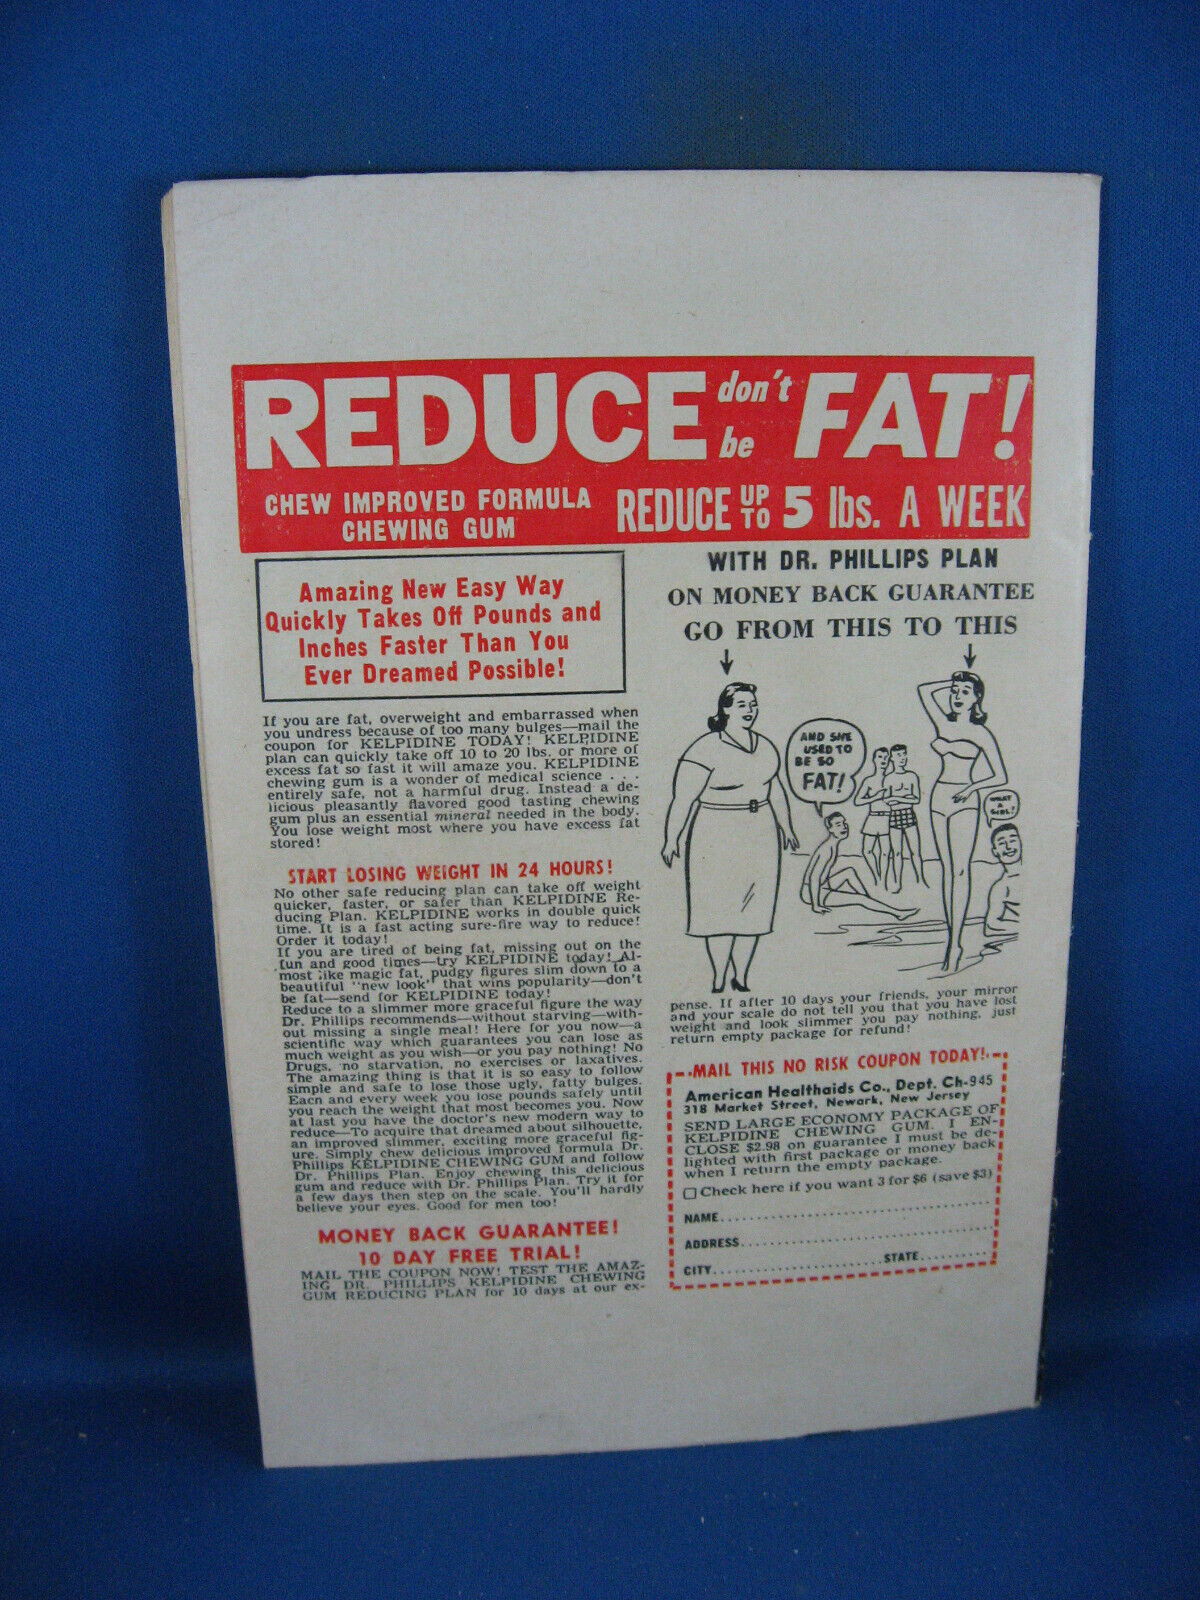 REDUCE don't be FAT!
CHEW IMPROVED FORMULA
CHEWING GUM
REDUCE UP TO 5 lbs. A WEEK
Amazing New Easy Way
Quickly Takes Off Pounds and
Inches Faster Than You
Ever Dreamed Possible!
If you are fat, overweight and embarrassed when
you undress because of too many bulges—mail the
coupon for KELPIDINE TODAY! KELPIDINE
plan can quickly take off 10 to 20 lbs. or more of
excess fat so fast it will amaze you. KELPIDINE
chewing gum is a wonder of medical science . . .
entirely safe, not a harmful drug. Instead a de-
licious pleasantly flavored good tasting chewing
gum plus an essential mineral needed in the body.
You lose weight most where you have excess fat
stored!
START LOSING WEIGHT IN 24 HOURS!
No other safe reducing plan can take off weight
quicker, faster, or safer than KELPIDINE Re-
ducing Plan. KELPIDINE works in double quick
time. It is a fast acting sure-fire way to reduce!
Order it today!
If you are tired of being fat, missing out on the
fun and good times—try KELPIDINE today! Al-
most like magic fat, pudgy figures slim down to a
beautiful "new look" that wins popularity—don't
be fat—send for KELPIDINE today!
Reduce to a slimmer more graceful figure the way
Dr. Phillips recommends—without starving—with-
out missing a single meal! Here for you now—a
scientific way which guarantees you can lose as
much weight as you wish—or you pay nothing! No
Drugs, no starvation, no exercises or laxatives.
The amazing thing is that it is so easy to follow
simple and safe to lose those ugly, fatty bulges.
Each and every week you lose pounds safely until
you reach the weight that most becomes you. Now
at last you have the doctor's new modern way to
reduce—To acquire that dreamed about silhouette,
an improved slimmer, exciting more graceful fig-
ure. Simply chew delicious improved formula Dr.
Phillips KELPIDINE CHEWING GUM and follow
Dr. Phillips Plan. Enjoy chewing this delicious
gum and reduce with Dr. Phillips Plan. Try it for
a few days then step on the scale. You'll hardly
believe your eyes. Good for men too!
MONEY BACK GUARANTEE!
10 DAY FREE TRIAL!
MAIL THE COUPON NOW! TEST THE AMAZ-
ING DR. PHILLIPS KELPIDINE CHEWING
GUM REDUCING PLAN for 10 days at our ex-
WITH DR. PHILLIPS PLAN
ON MONEY BACK GUARANTEE
GO FROM THIS TO THIS
AND SHE
USED TO
BE SO
FAT!
WHAT
A
GIRL!
pense. If after 10 days your friends, your mirror
and your scale do not tell you that you have lost
weight and look slimmer you pay nothing, just
return empty package for refund!
MAIL THIS NO RISK COUPON TODAY!
American Healthaids Co., Dept. Ch-945
318 Market Street, Newark, New Jersey
SEND LARGE ECONOMY PACKAGE OF
KELPIDINE CHEWING GUM. I EN-
CLOSE $2.98 on guarantee I must be de-
lighted with first package or money back
when I return the empty package.
Check here if you want 3 for $6 (save $3)
NAME
ADDRESS
CITY STATE